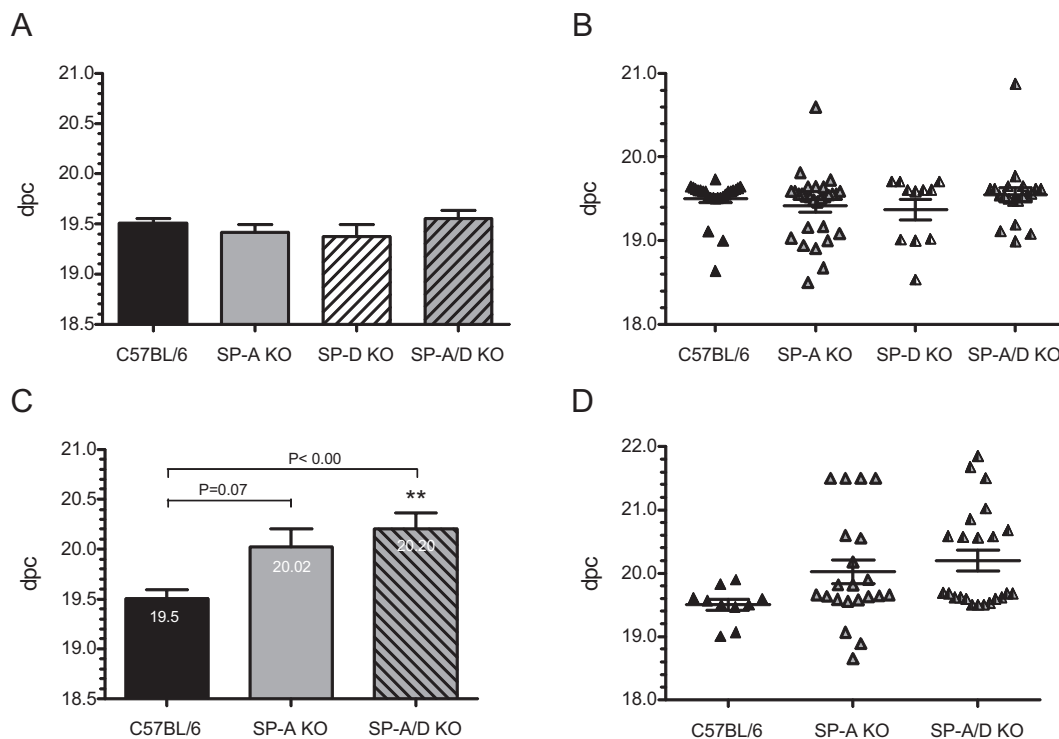 A
21.0
20.5
20.0
19.5
19.0
18.5
dpc
C57BL/6 SP-A KO SP-D KO SP-A/D KO
B
21.0
20.0
19.0
18.0
dpc
C57BL/6 SP-A KO SP-D KO SP-A/D KO
C
21.0
20.5
20.0
19.5
19.0
18.5
dpc
P< 0.00
P=0.07
**
20.20
20.02
19.5
C57BL/6 SP-A KO SP-A/D KO
D
22.0
21.0
20.0
19.0
18.0
dpc
C57BL/6 SP-A KO SP-A/D KO